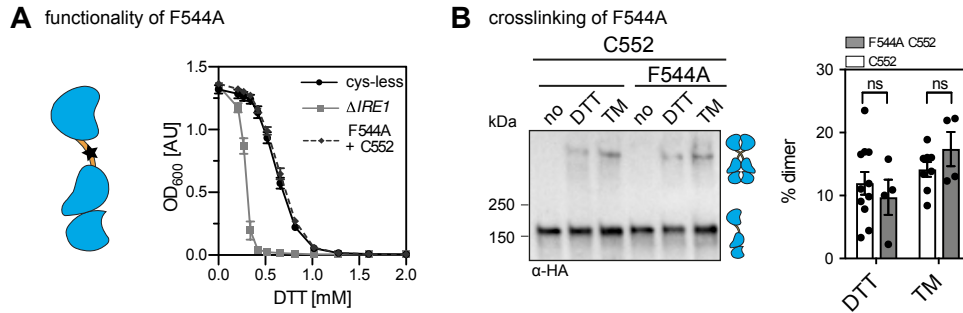 A functionality of F544A
OD600 [AU]
1.5
1.0
0.5
0.0
0.0 0.5 1.0 1.5 2.0
DTT [mM]
cys-less
ΔIRE1
F544A
+ C552
B crosslinking of F544A
C552
F544A
no DTT TM no DTT TM
kDa
250
150
α-HA
F544A C552
C552
% dimer
30
20
10
0
ns ns
DTT TM